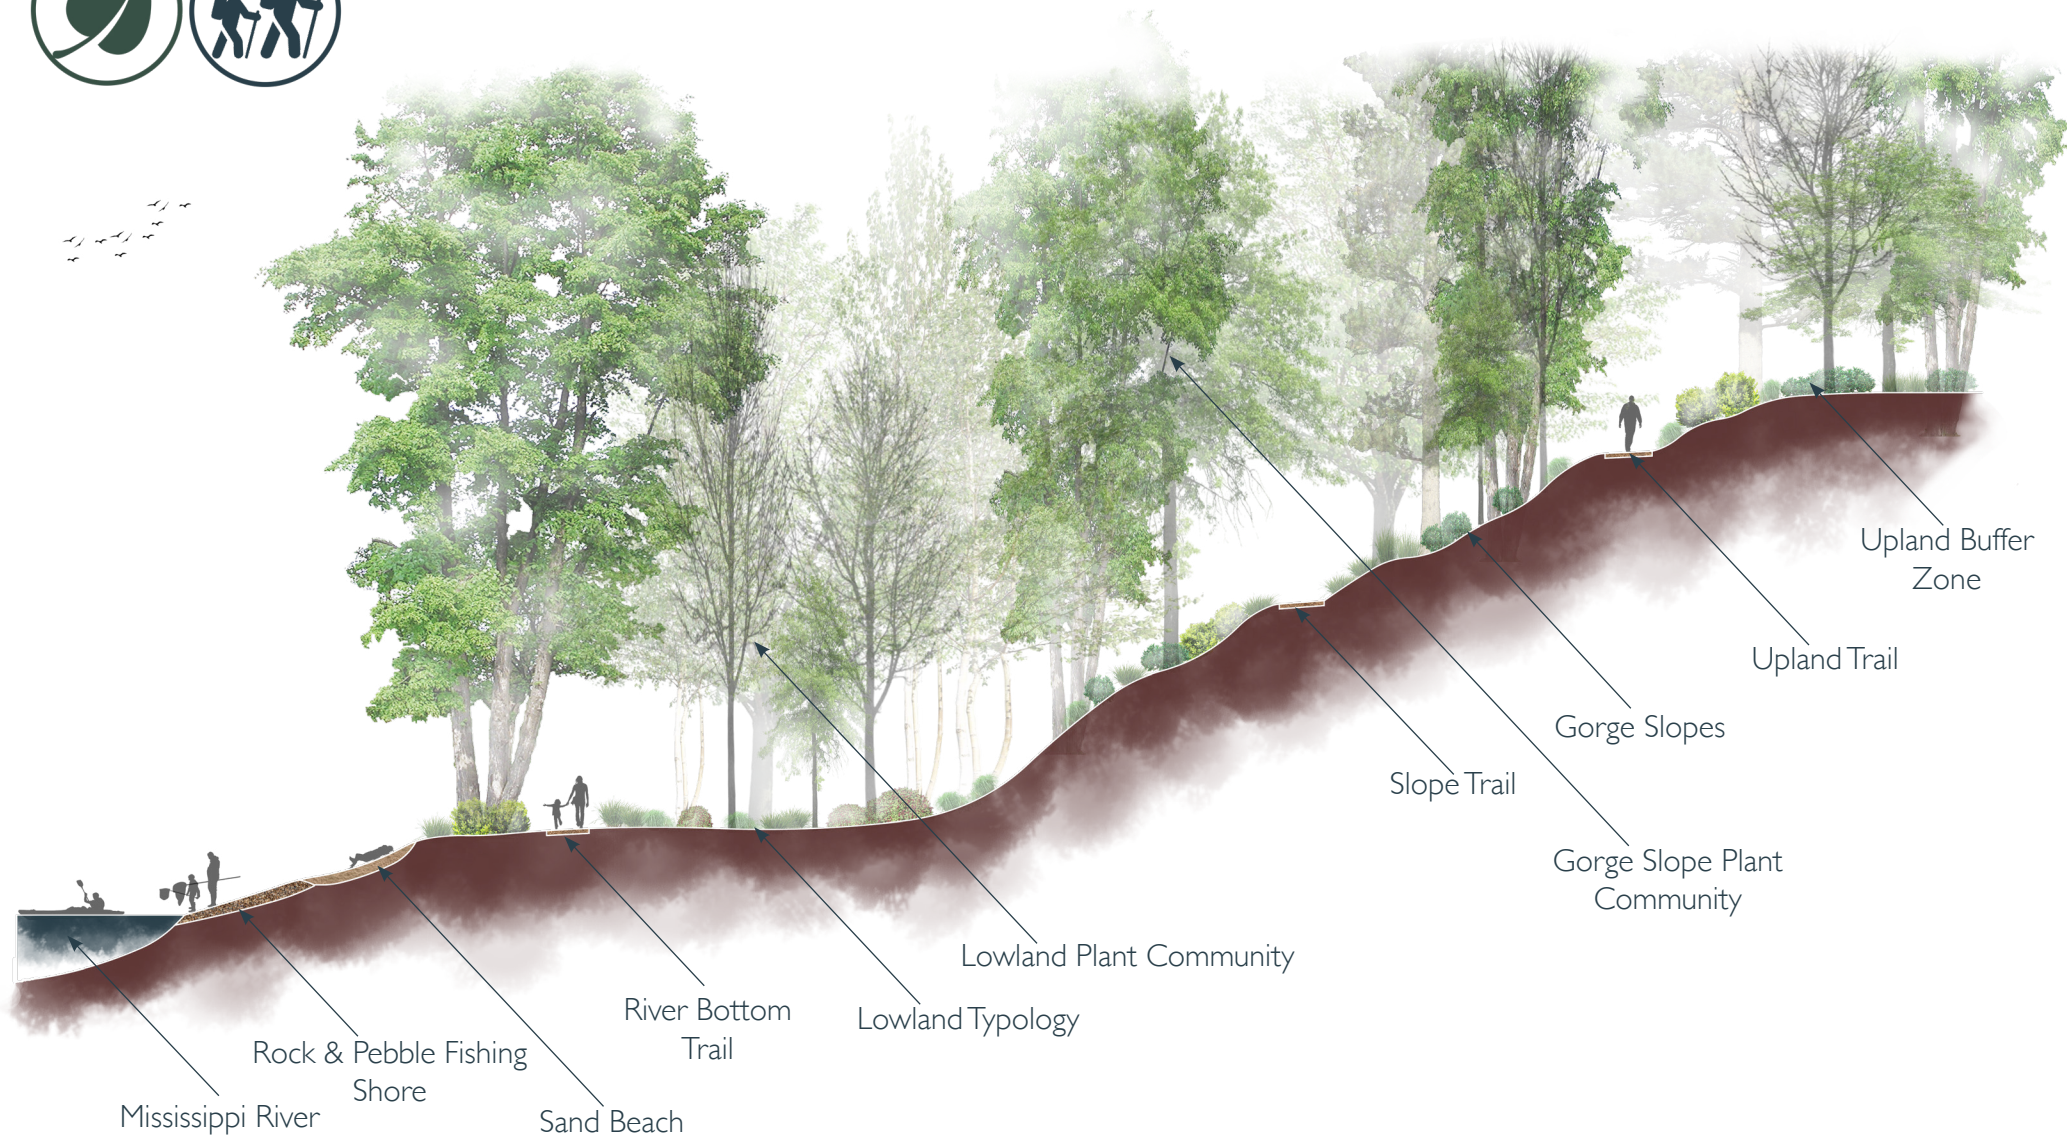 Upland Buffer
Zone
Upland Trail
Gorge Slopes
Slope Trail
Gorge Slope Plant
Community
Lowland Plant Community
Lowland Typology
River Bottom
Trail
Rock & Pebble Fishing
Shore
Sand Beach
Mississippi River